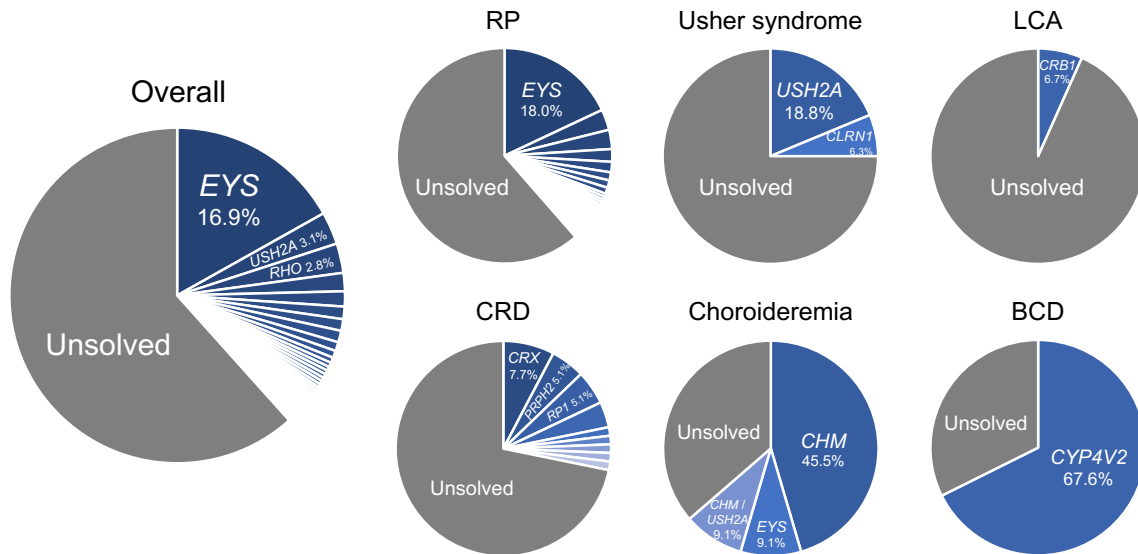 Overall
EYS
16.9%
USH2A 3.1%
RHO 2.8%
Unsolved
RP
EYS
18.0%
Unsolved
Usher syndrome
USH2A
18.8%
CLRN1
6.3%
Unsolved
LCA
CRB1
6.7%
Unsolved
CRD
CRX
7.7%
PRPH2 5.1%
RP1 5.1%
Unsolved
Choroideremia
Unsolved
CHM
45.5%
CHM /
USH2A
9.1%
EYS
9.1%
BCD
Unsolved
CYP4V2
67.6%